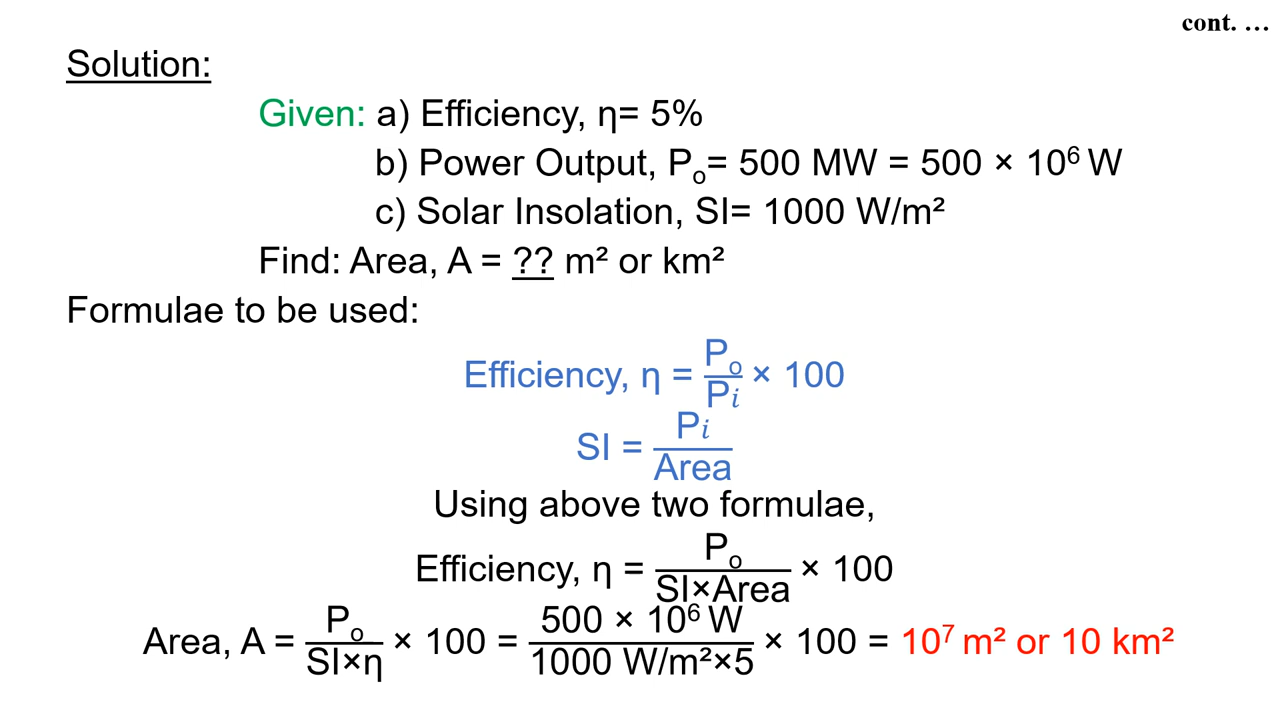 cont. …
Solution:
Given: a) Efficiency, η= 5%
b) Power Output, Pₒ= 500 MW = 500 × 10⁶ W
c) Solar Insolation, SI= 1000 W/m²
Find: Area, A = ?? m² or km²
Formulae to be used:
Efficiency, η = Pₒ/Pᵢ × 100
SI = Pᵢ/Area
Using above two formulae,
Efficiency, η = Pₒ/SI×Area × 100
Area, A = Pₒ/SI×η × 100 = 500 × 10⁶ W/1000 W/m²×5 × 100 = 10⁷ m² or 10 km²